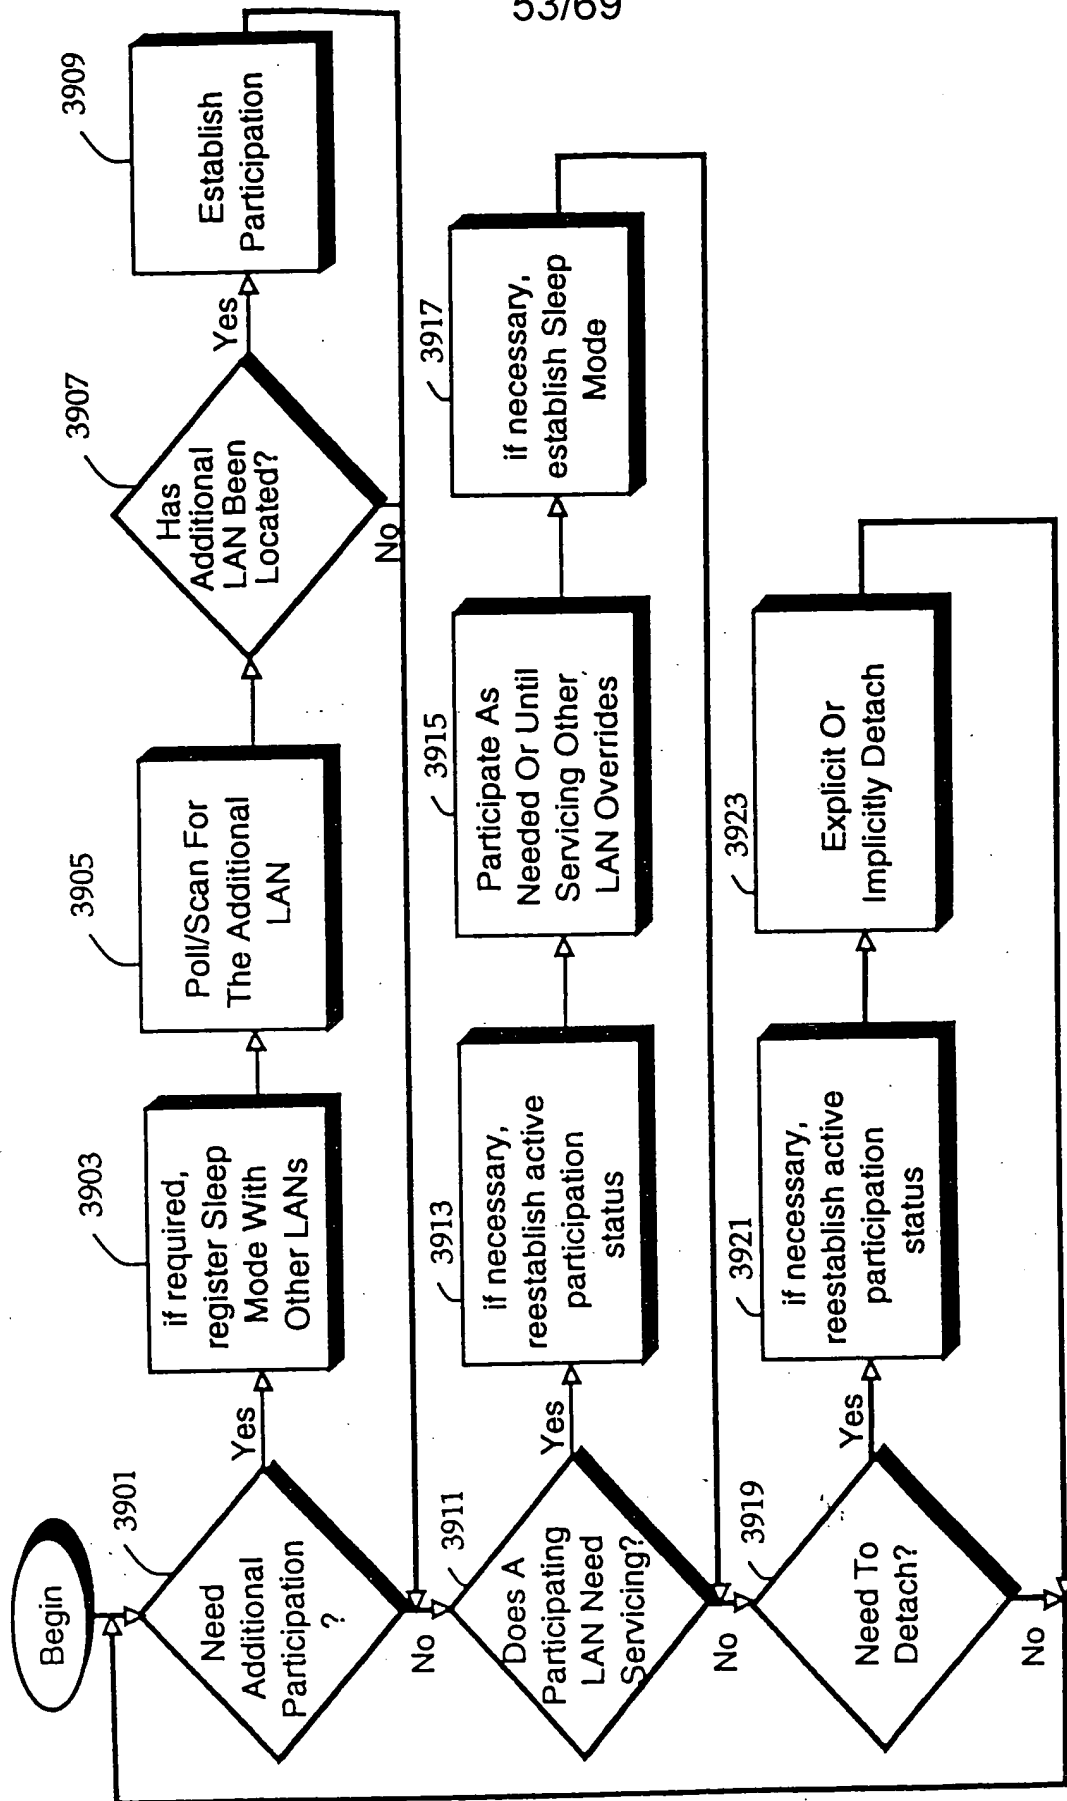 53/69
Begin
3901
Need
Additional
Participation
?
Yes
No
3903
if required,
register Sleep
Mode With
Other LANs
3905
Poll/Scan For
The Additional
LAN
3907
Has
Additional
LAN Been
Located?
Yes
No
3909
Establish
Participation
3911
Does A
Participating
LAN Need
Servicing?
Yes
No
3913
if necessary,
reestablish active
participation
status
3915
Participate As
Needed Or Until
Servicing Other
LAN Overrides
3917
if necessary,
establish Sleep
Mode
3919
Need To
Detach?
Yes
No
3921
if necessary,
reestablish active
participation
status
3923
Explicit Or
Implicitly Detach